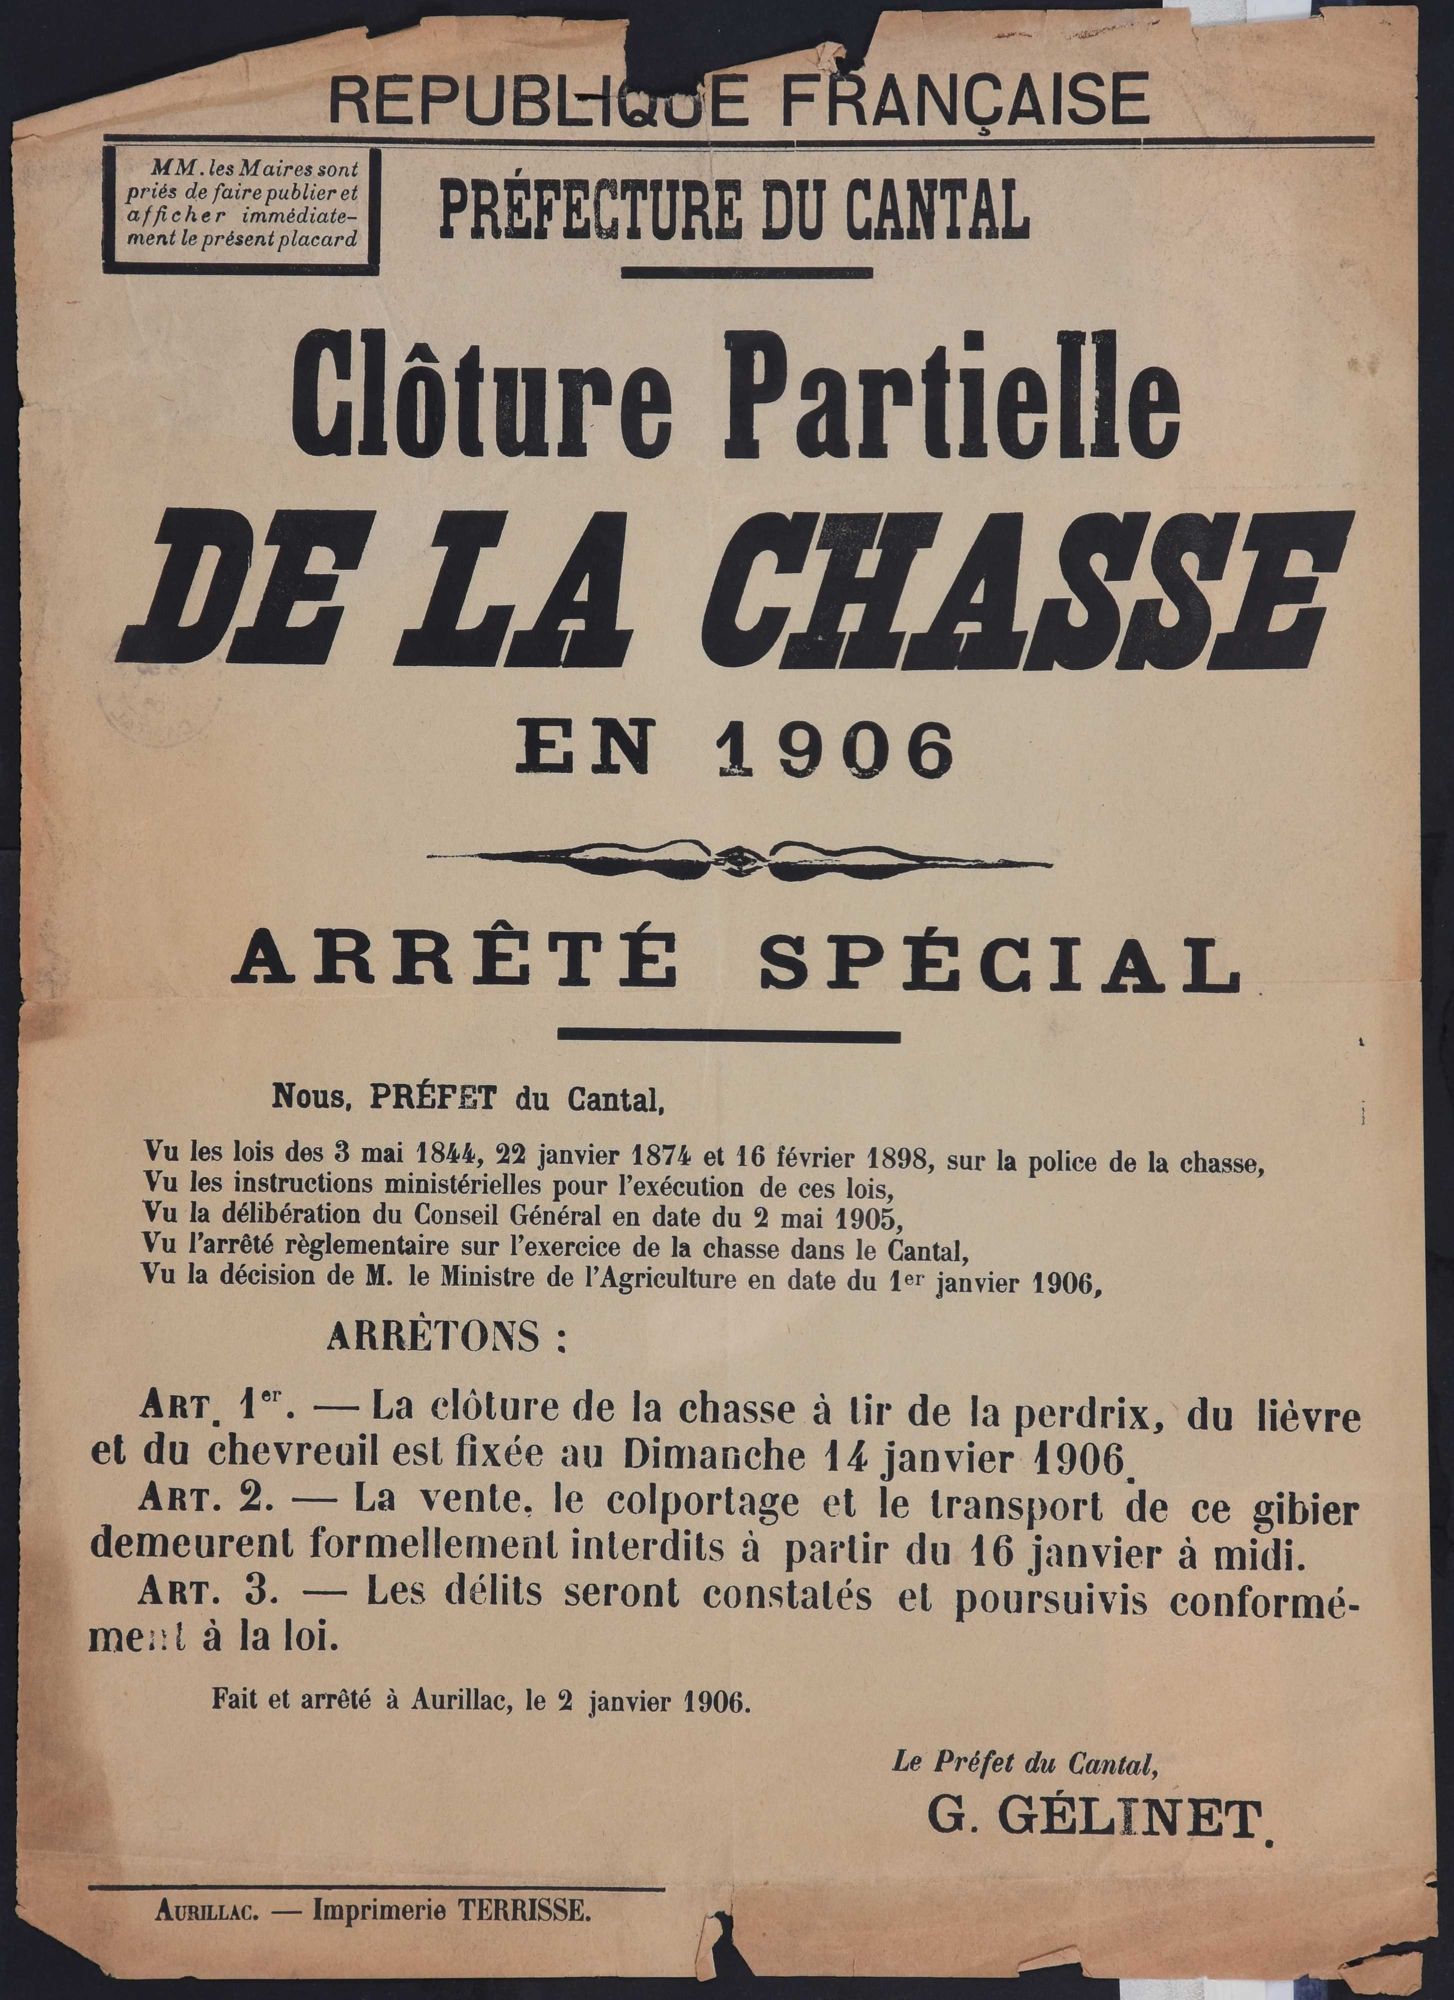 RÉPUBLIQUE FRANÇAISE
MM. les Maires sont
priés de faire publier et
afficher immédiate-
ment le présent placard
PRÉFECTURE DU CANTAL
Clôture Partielle
DE LA CHASSE
EN 1906
ARRÊTÉ SPÉCIAL
Nous, PRÉFET du Cantal,
Vu les lois des 3 mai 1844, 22 janvier 1874 et 16 février 1898, sur la police de la chasse,
Vu les instructions ministérielles pour l'exécution de ces lois,
Vu la délibération du Conseil Général en date du 2 mai 1905,
Vu l'arrêté règlementaire sur l'exercice de la chasse dans le Cantal,
Vu la décision de M. le Ministre de l'Agriculture en date du 1er janvier 1906,
ARRÊTONS :
ART. 1er. — La clôture de la chasse à tir de la perdrix, du lièvre
et du chevreuil est fixée au Dimanche 14 janvier 1906.
ART. 2. — La vente, le colportage et le transport de ce gibier
demeurent formellement interdits à partir du 16 janvier à midi.
ART. 3. — Les délits seront constatés et poursuivis conformé-
ment à la loi.
Fait et arrêté à Aurillac, le 2 janvier 1906.
Le Préfet du Cantal,
G. GÉLINET.
AURILLAC. — Imprimerie TERRISSE.